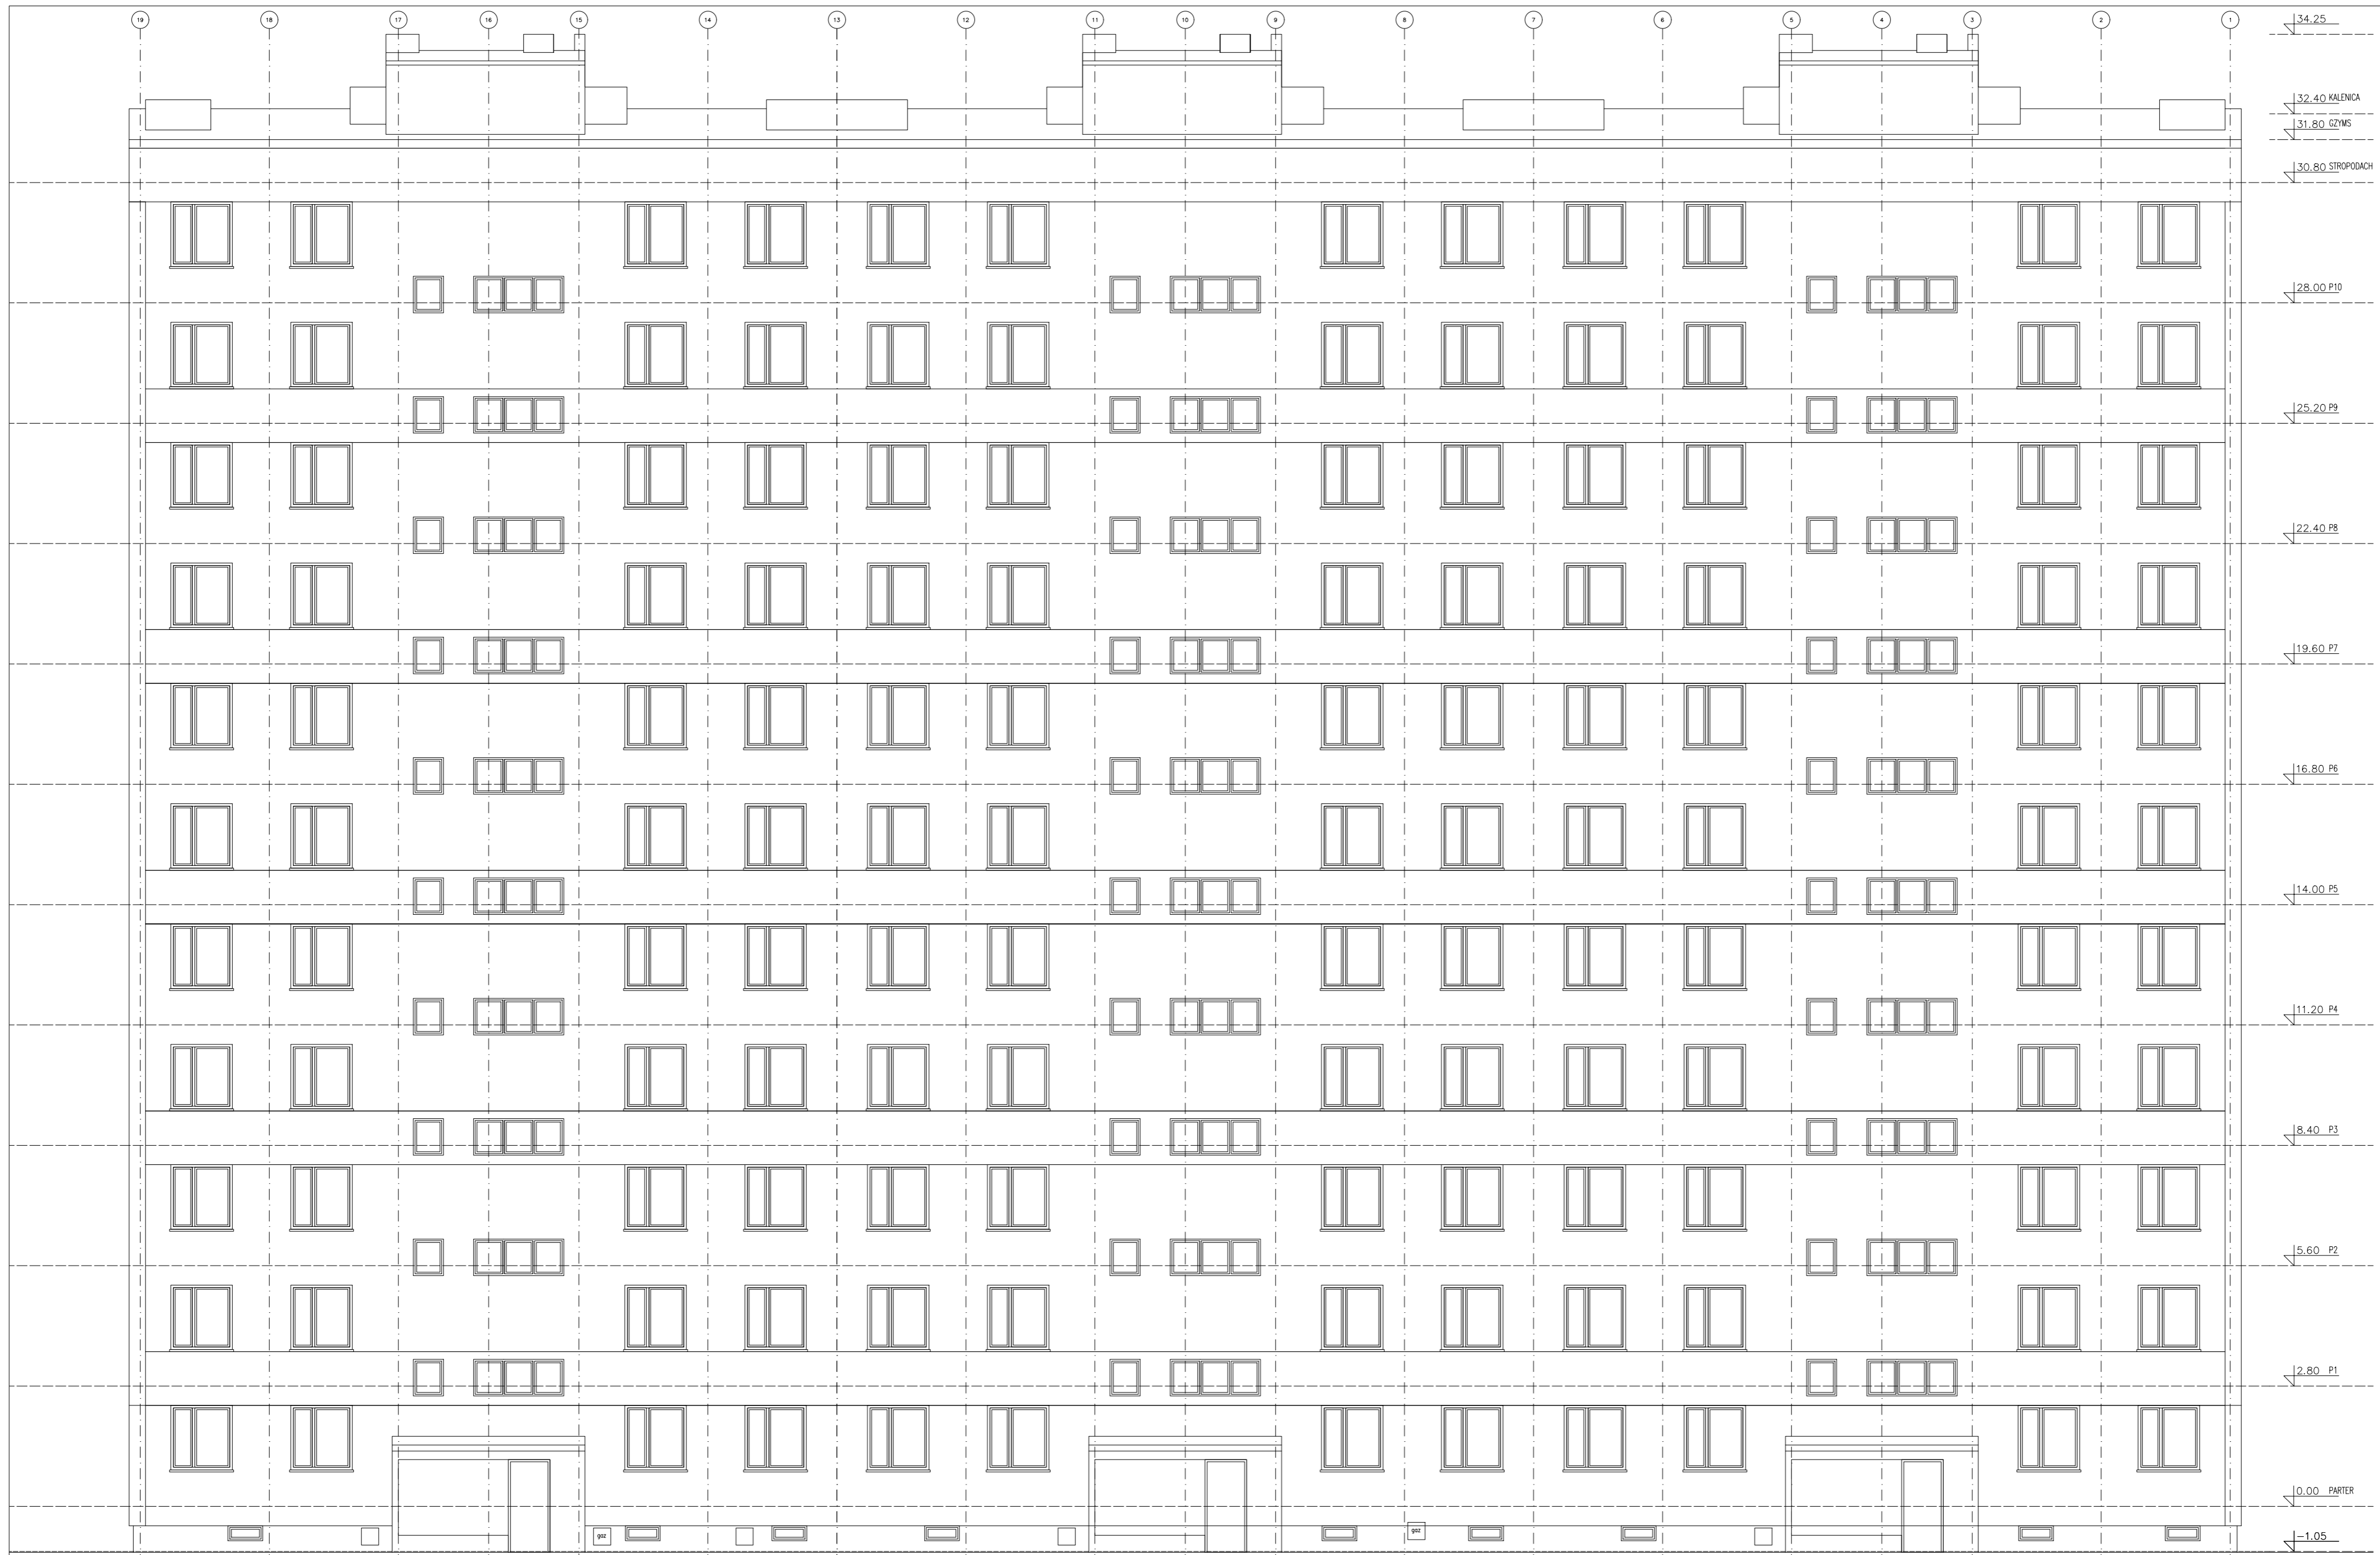 19 18 17 16 15 14 13 12 11 10 9 8 7 6 5 4 3 2 1
34.25
32.40 KALENICA
31.80 GZYMS
30.80 STROPODACH
28.00 P10
25.20 P9
22.40 P8
19.60 P7
16.80 P6
14.00 P5
11.20 P4
8.40 P3
5.60 P2
2.80 P1
0.00 PARTER
gaz gaz
-1.05